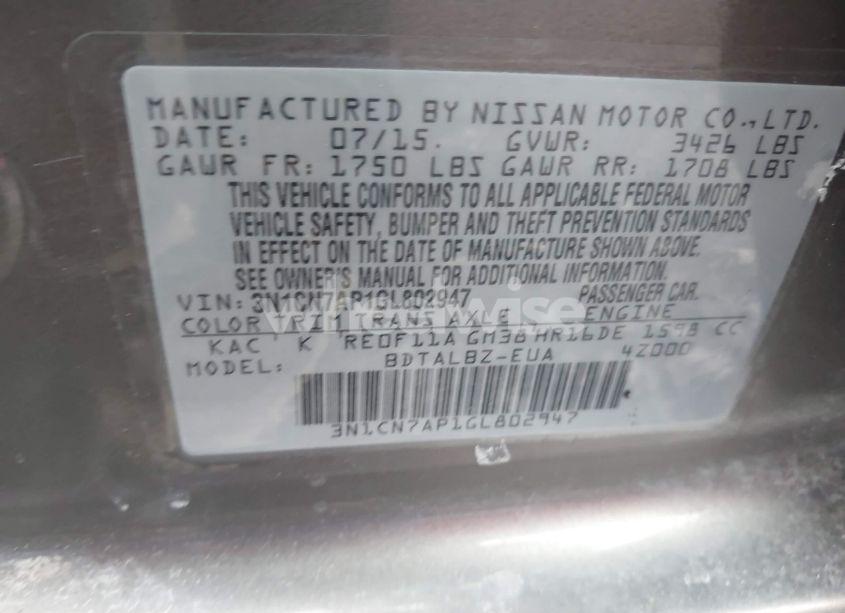 MANUFACTURED BY NISSAN MOTOR CO.,LTD.
DATE: 07/15. GVWR: 3426 LBS
GAWR FR: 1750 LBS GAWR RR: 1708 LBS
THIS VEHICLE CONFORMS TO ALL APPLICABLE FEDERAL MOTOR
VEHICLE SAFETY, BUMPER AND THEFT PREVENTION STANDARDS
IN EFFECT ON THE DATE OF MANUFACTURE SHOWN ABOVE.
SEE OWNER'S MANUAL FOR ADDITIONAL INFORMATION.
VIN: 3N1CN7AP1GL802947 PASSENGER CAR.
COLOR TRIM TRANS AXLE ENGINE
KAC K RE0F11A GM38 HR16DE 1598 CC
MODEL: BDTALBZ-EUA 4Z000
3N1CN7AP1GL802947